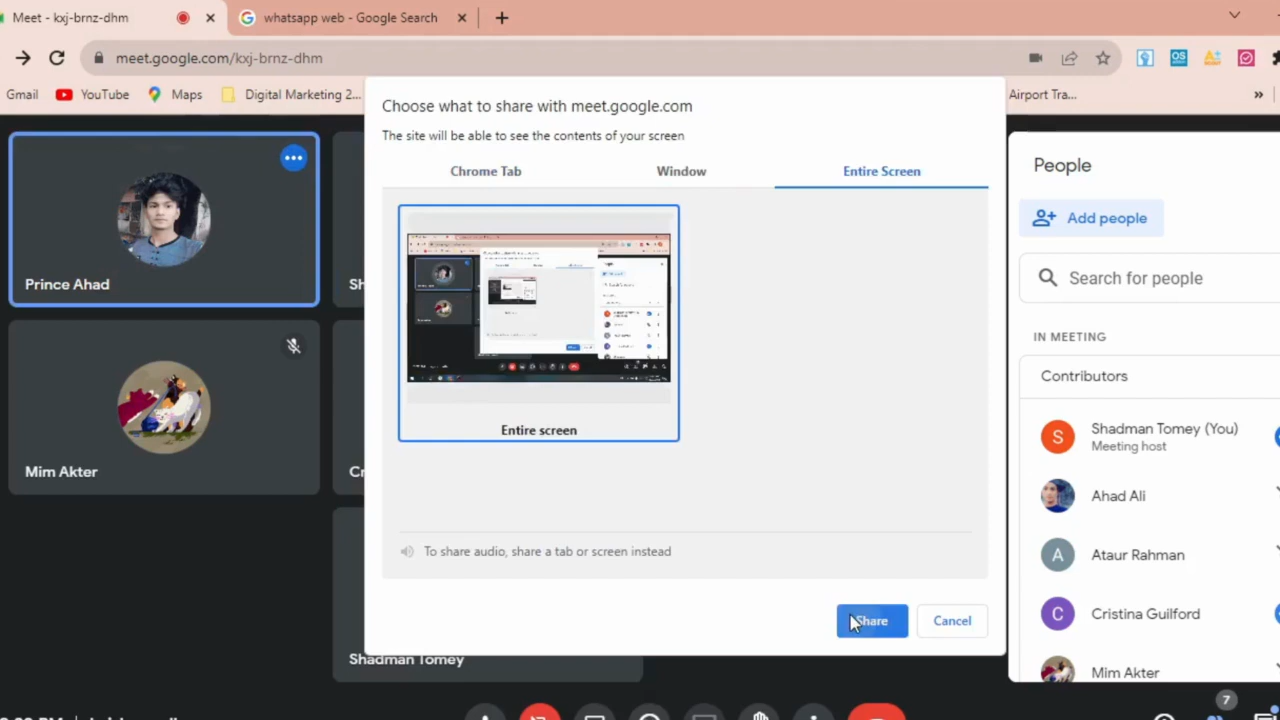 Meet - kxj-brnz-dhm
whatsapp web - Google Search
meet.google.com/kxj-brnz-dhm
Gmail
YouTube
Maps
Digital Marketing 2...
Airport Tra...
»
Choose what to share with meet.google.com
The site will be able to see the contents of your screen
Chrome Tab
Window
Entire Screen
Entire screen
To share audio, share a tab or screen instead
Share
Cancel
Prince Ahad
Mim Akter
Shadman Tomey
People
Add people
Search for people
IN MEETING
Contributors
S
Shadman Tomey (You)
Meeting host
Ahad Ali
A
Ataur Rahman
C
Cristina Guilford
Mim Akter
7